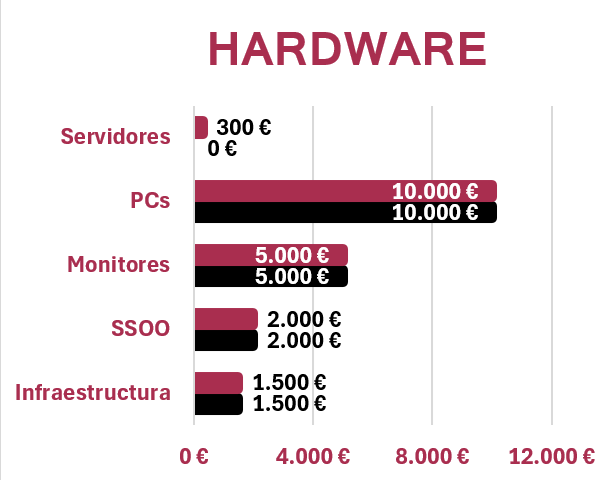 HARDWARE
Servidores
300 €
0 €
PCs
10.000 €
10.000 €
Monitores
5.000 €
5.000 €
SSOO
2.000 €
2.000 €
Infraestructura
1.500 €
1.500 €
0 € 4.000 € 8.000 € 12.000 €